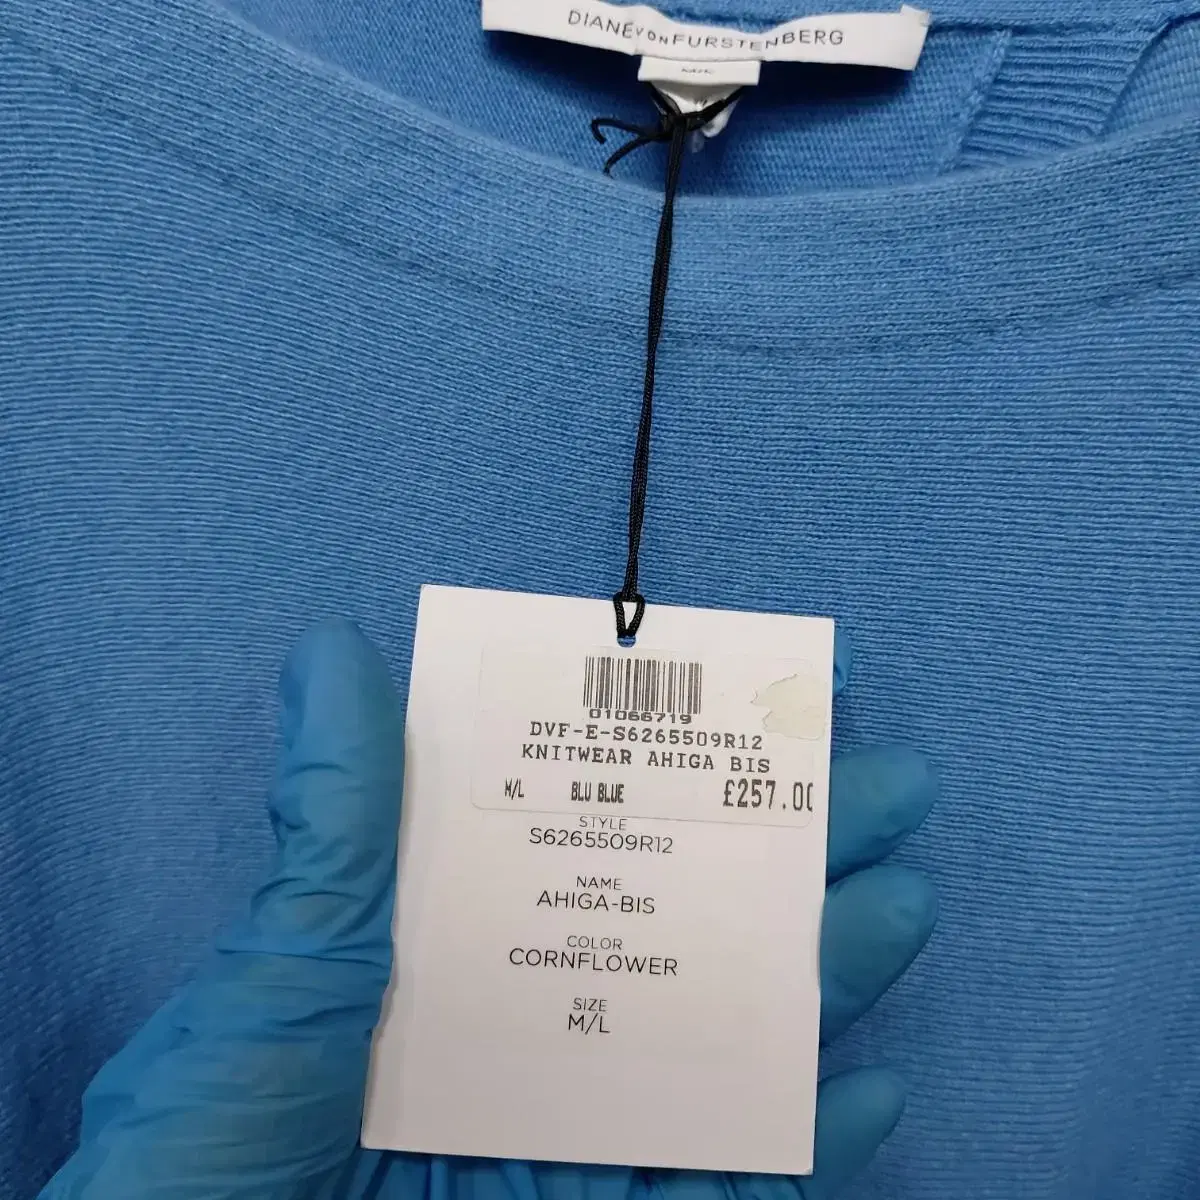 DIANE VON FURSTENBERG
M/L
01066719
DVF-E-S6265509R12
KNITWEAR AHIGA BIS
M/L BLU BLUE £257.00
STYLE
S6265509R12
NAME
AHIGA-BIS
COLOR
CORNFLOWER
SIZE
M/L